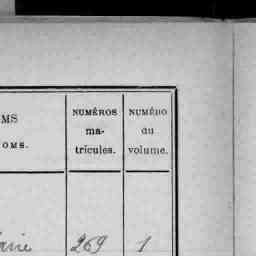 MS
OMS.
NUMÉROS
ma-
tricules.
NUMÉRO
du
volume.
269 1